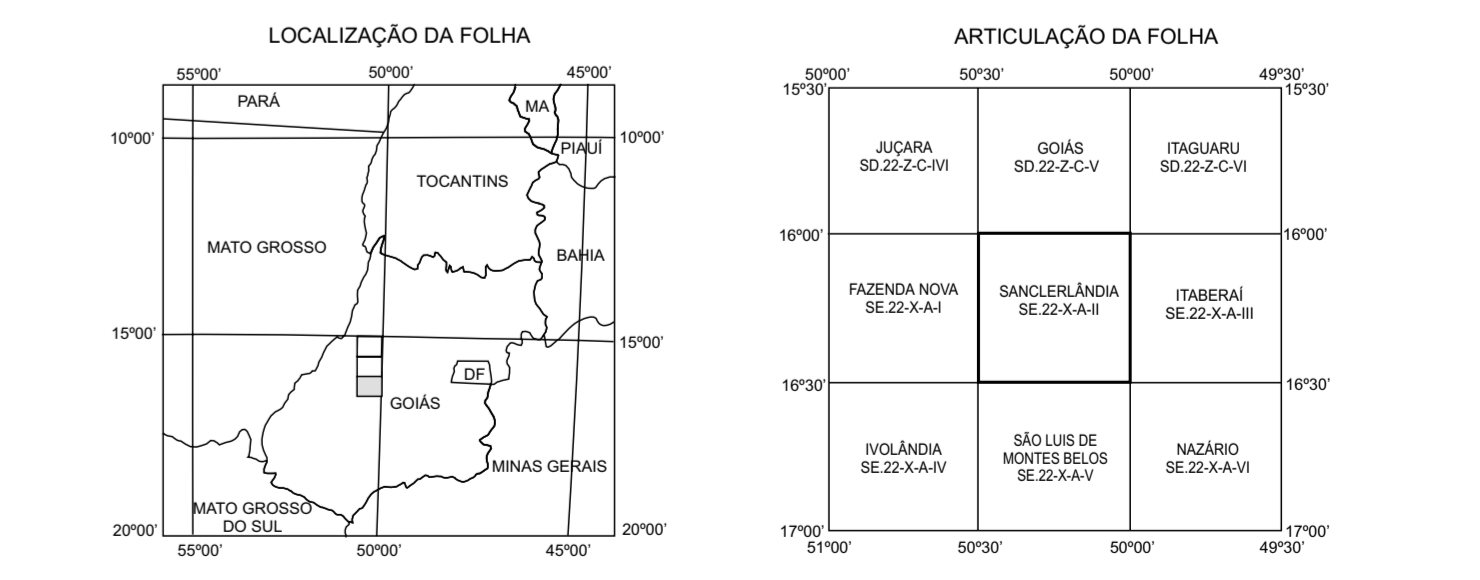 LOCALIZAÇÃO DA FOLHA
55º00’ 50º00’ 45º00’
PARÁ
MA
10º00’ 10º00’
PIAUÍ
TOCANTINS
MATO GROSSO
BAHIA
15º00’ 15º00’
DF
GOIÁS
MINAS GERAIS
MATO GROSSO
DO SUL
20º00’ 20º00’
55º00’ 50º00’ 45º00’
ARTICULAÇÃO DA FOLHA
50º00’ 50º30’ 50º00’ 49º30’
15º30’ 15º30’
JUÇARA
SD.22-Z-C-IVI
GOIÁS
SD.22-Z-C-V
ITAGUARU
SD.22-Z-C-VI
16º00’ 16º00’
FAZENDA NOVA
SE.22-X-A-I
SANCLERLÂNDIA
SE.22-X-A-II
ITABERAÍ
SE.22-X-A-III
16º30’ 16º30’
IVOLÂNDIA
SE.22-X-A-IV
SÃO LUIS DE
MONTES BELOS
SE.22-X-A-V
NAZÁRIO
SE.22-X-A-VI
17º00’ 17º00’
51º00’ 50º30’ 50º00’ 49º30’